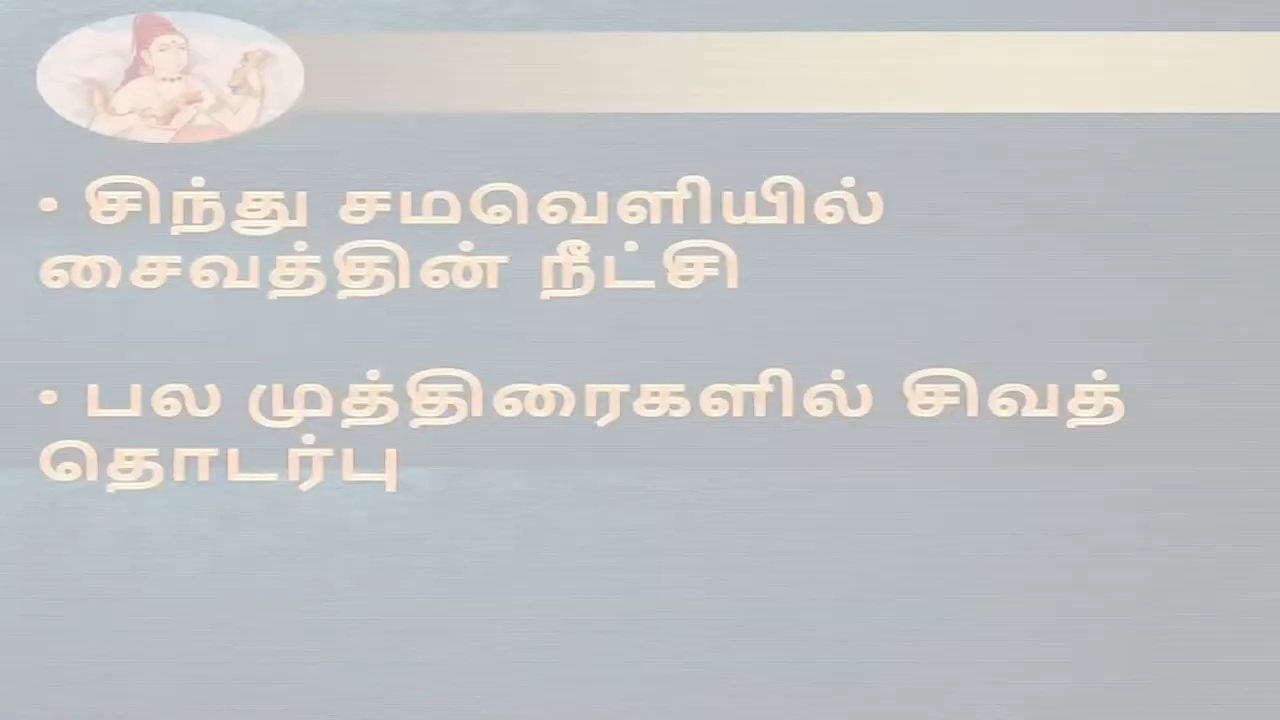 • சிந்து சமவெளியில்
சைவத்தின் நீட்சி
• பல முத்திரைகளில் சிவத்
தொடர்பு